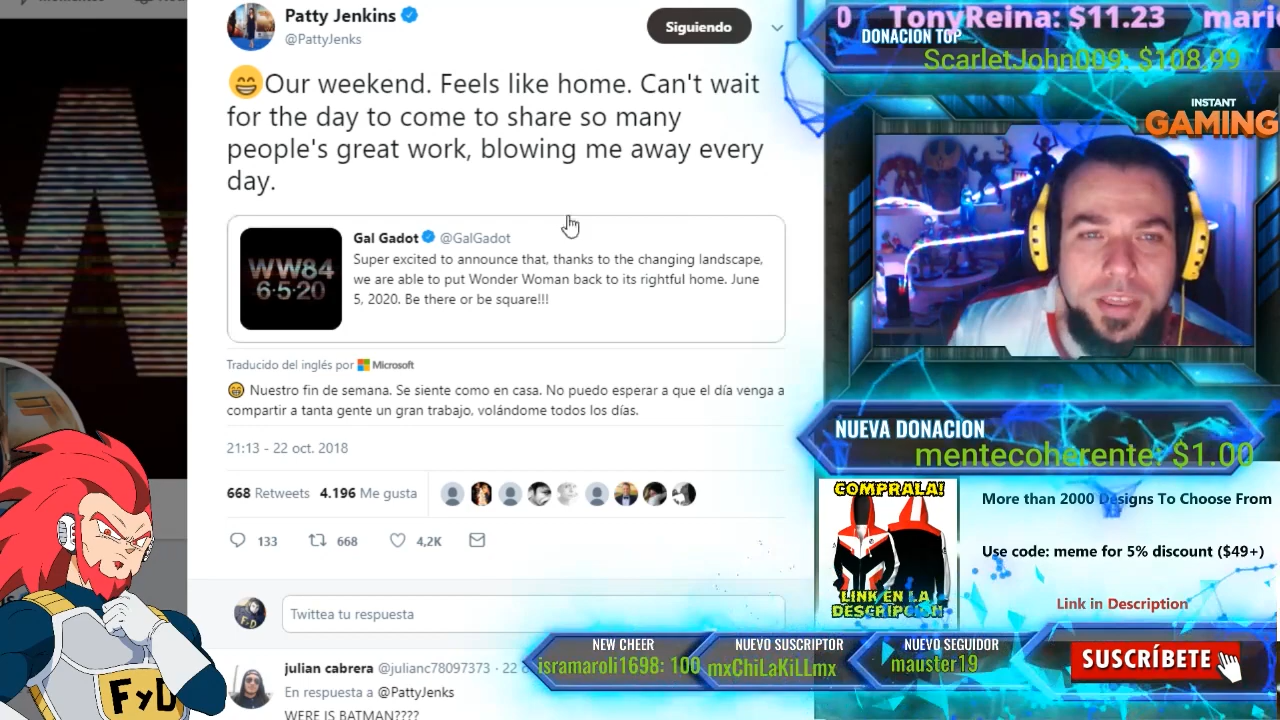 Patty Jenkins
@PattyJenks
Siguiendo
😁Our weekend. Feels like home. Can't wait
for the day to come to share so many
people's great work, blowing me away every
day.
WW84
6·5·20
Gal Gadot @GalGadot
Super excited to announce that, thanks to the changing landscape,
we are able to put Wonder Woman back to its rightful home. June
5, 2020. Be there or be square!!!
Traducido del inglés por Microsoft
😁 Nuestro fin de semana. Se siente como en casa. No puedo esperar a que el día venga a
compartir a tanta gente un gran trabajo, volándome todos los días.
21:13 - 22 oct. 2018
668 Retweets 4.196 Me gusta
133 668 4,2K
Twittea tu respuesta
julian cabrera @julianc78097373 · 22
En respuesta a @PattyJenks
WERE IS BATMAN????
FyD
0 TonyReina: $11.23
DONACION TOP
ScarletJohn009: $108.99
INSTANT
GAMING
NUEVA DONACION
mentecoherente: $1.00
COMPRALA!
LINK EN LA
DESCRIPCION
More than 2000 Designs To Choose From
Use code: meme for 5% discount ($49+)
Link in Description
NEW CHEER
isramaroli1698: 100
NUEVO SUSCRIPTOR
mxChiLaKiLLmx
NUEVO SEGUIDOR
mauster19
SUSCRÍBETE